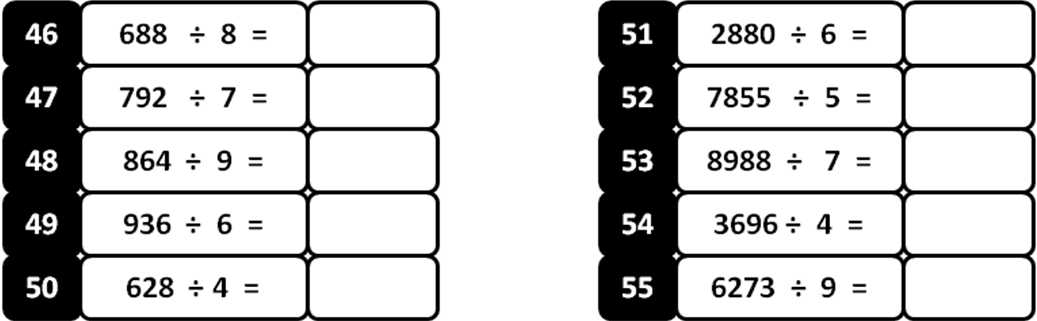 46 688 ÷ 8 =
47 792 ÷ 7 =
48 864 ÷ 9 =
49 936 ÷ 6 =
50 628 ÷ 4 =
51 2880 ÷ 6 =
52 7855 ÷ 5 =
53 8988 ÷ 7 =
54 3696 ÷ 4 =
55 6273 ÷ 9 =